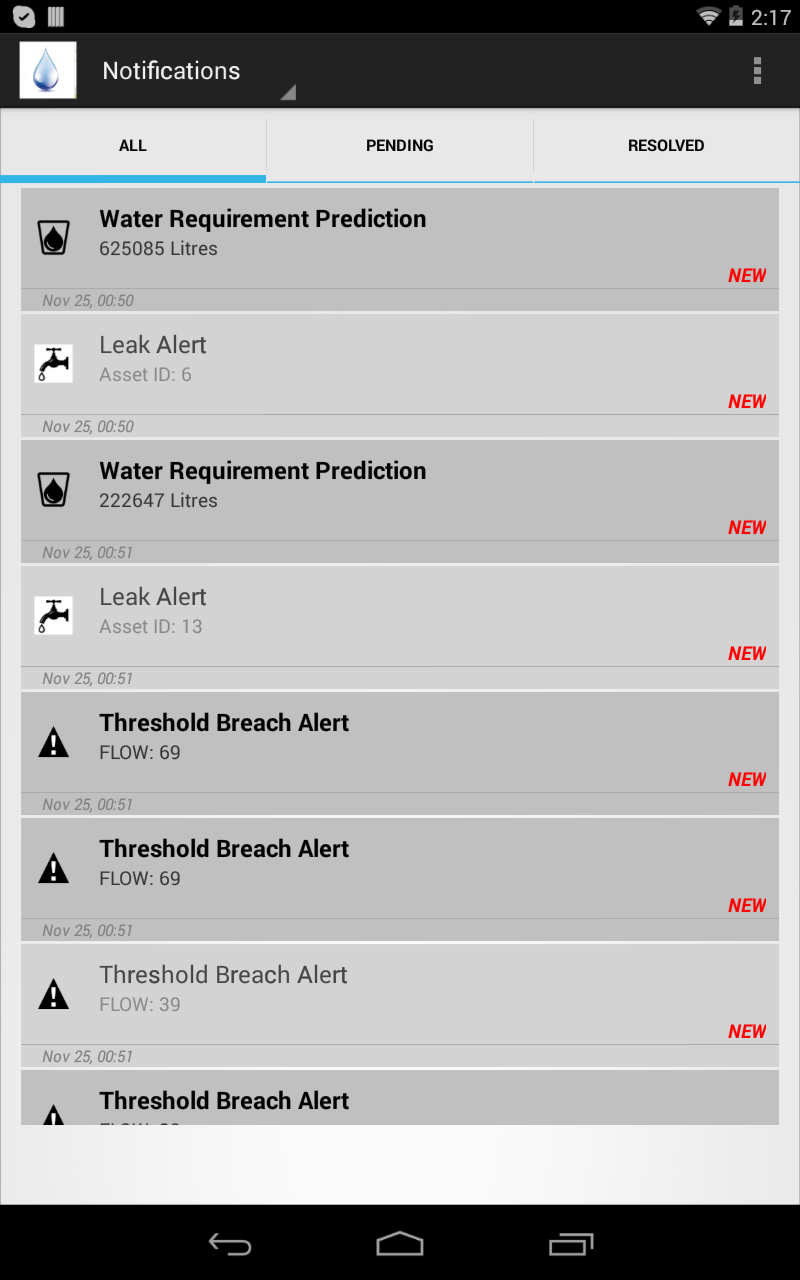 2:17
Notifications
ALL PENDING RESOLVED
Water Requirement Prediction
625085 Litres
NEW
Nov 25, 00:50
Leak Alert
Asset ID: 6
NEW
Nov 25, 00:50
Water Requirement Prediction
222647 Litres
NEW
Nov 25, 00:51
Leak Alert
Asset ID: 13
NEW
Nov 25, 00:51
Threshold Breach Alert
FLOW: 69
NEW
Nov 25, 00:51
Threshold Breach Alert
FLOW: 69
NEW
Nov 25, 00:51
Threshold Breach Alert
FLOW: 39
NEW
Nov 25, 00:51
Threshold Breach Alert